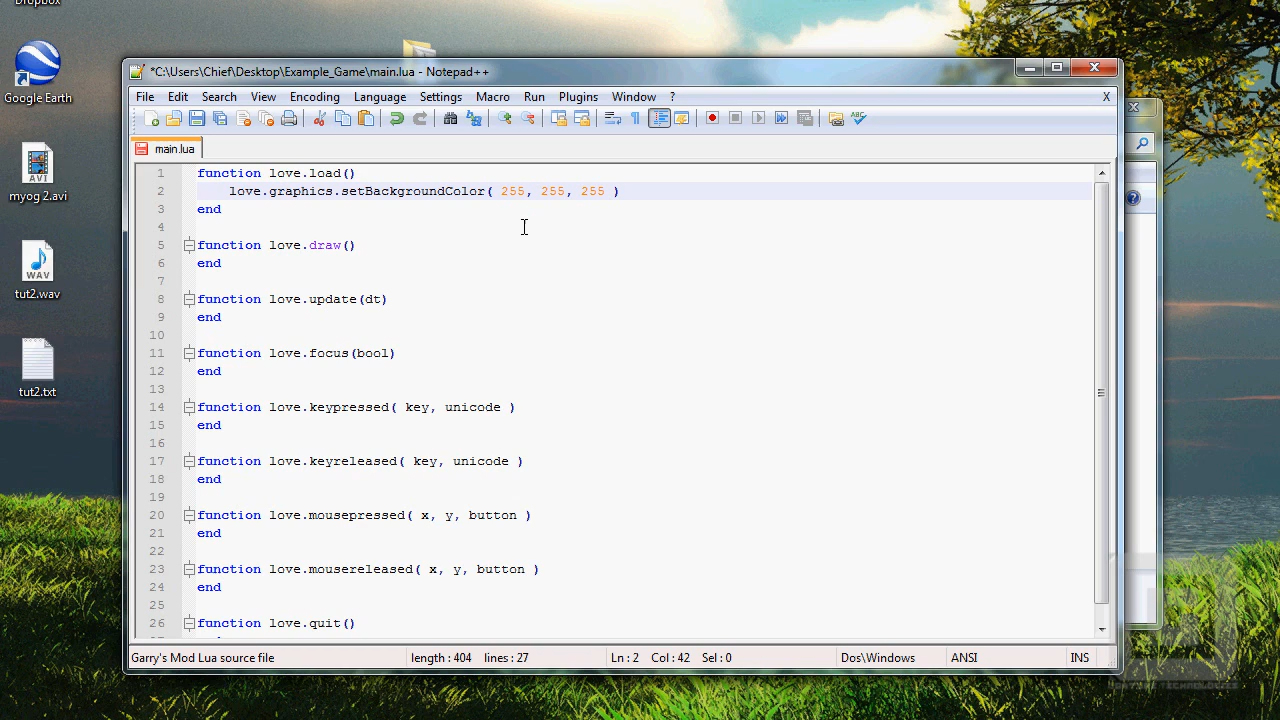 Dropbox
Google Earth
AVI
myog 2.avi
WAV
tut2.wav
tut2.txt
*C:\Users\Chief\Desktop\Example_Game\main.lua - Notepad++
File Edit Search View Encoding Language Settings Macro Run Plugins Window ? X
main.lua
1 function love.load()
2 love.graphics.setBackgroundColor( 255, 255, 255 )
3 end
4
5 function love.draw()
6 end
7
8 function love.update(dt)
9 end
10
11 function love.focus(bool)
12 end
13
14 function love.keypressed( key, unicode )
15 end
16
17 function love.keyreleased( key, unicode )
18 end
19
20 function love.mousepressed( x, y, button )
21 end
22
23 function love.mousereleased( x, y, button )
24 end
25
26 function love.quit()
Garry's Mod Lua source file length : 404 lines : 27 Ln : 2 Col : 42 Sel : 0 Dos\Windows ANSI INS